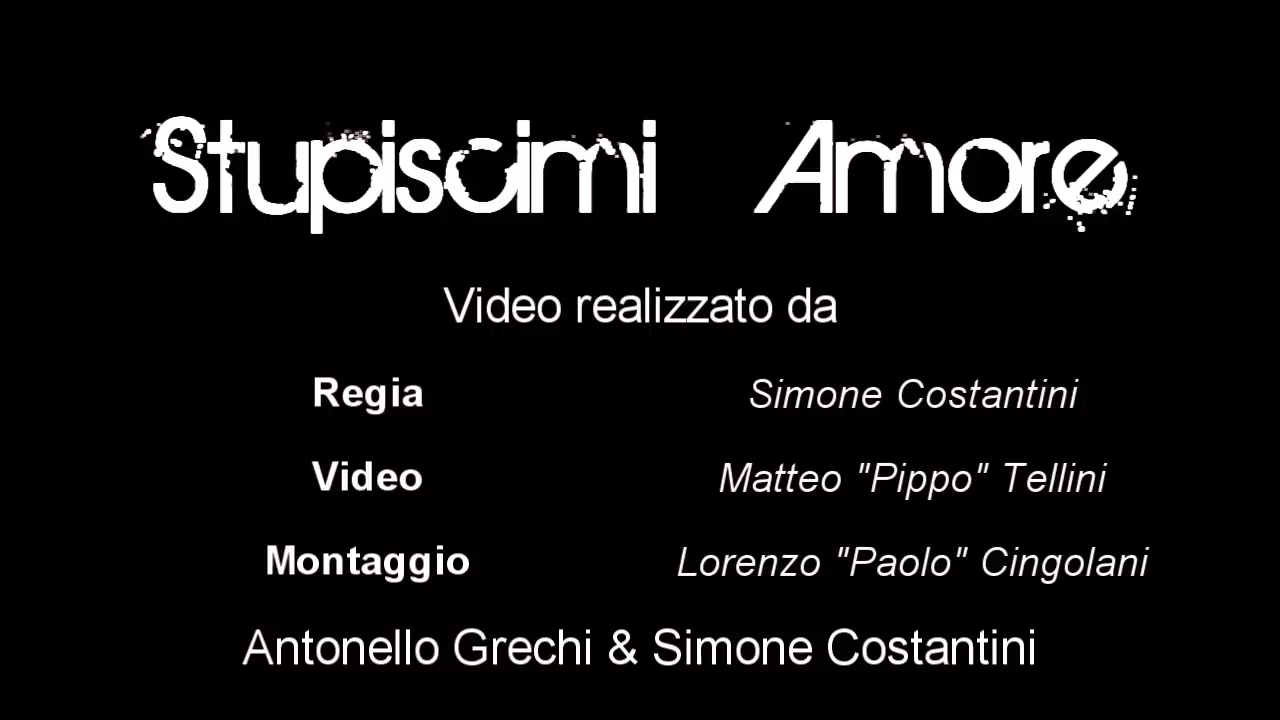 Stupiscimi Amore
Video realizzato da
Regia Simone Costantini
Video Matteo "Pippo" Tellini
Montaggio Lorenzo "Paolo" Cingolani
Antonello Grechi & Simone Costantini